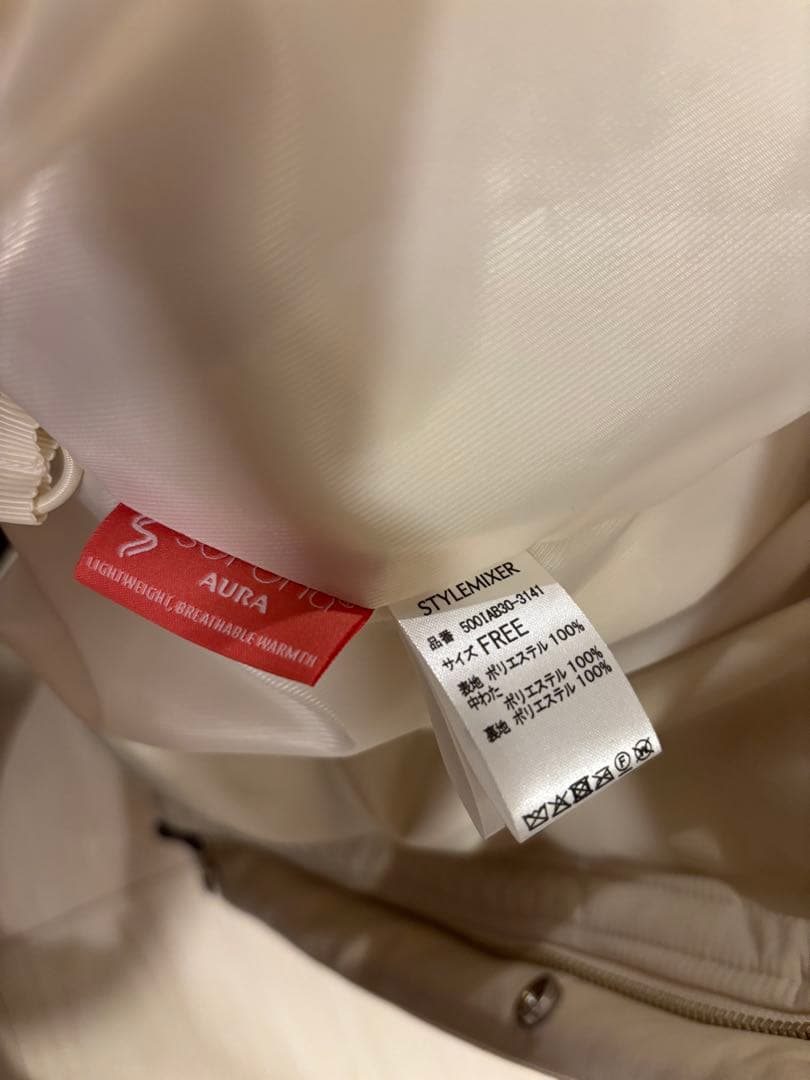 sorona®
AURA
LIGHTWEIGHT, BREATHABLE WARMTH
STYLEMIXER
品番 5001AB30-3141
サイズ FREE
表地 ポリエステル 100%
中わた ポリエステル 100%
裏地 ポリエステル 100%